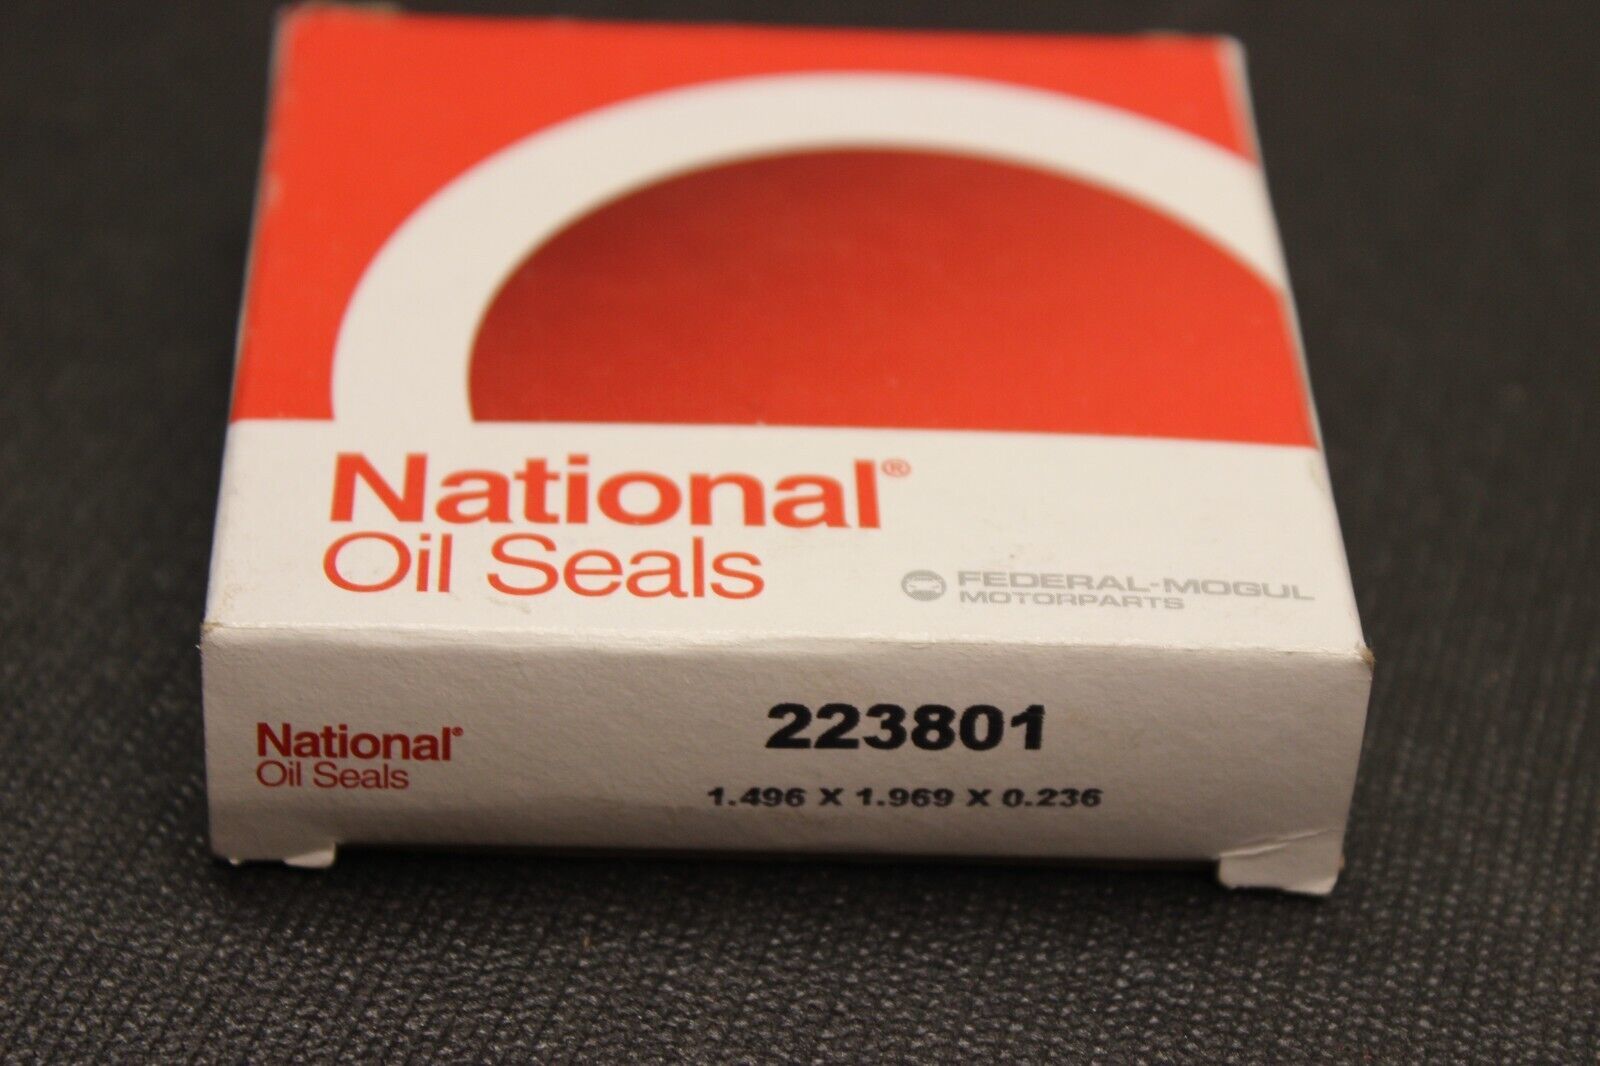 National®
Oil Seals
FEDERAL-MOGUL
MOTORPARTS
National®
Oil Seals
223801
1.496 X 1.969 X 0.236